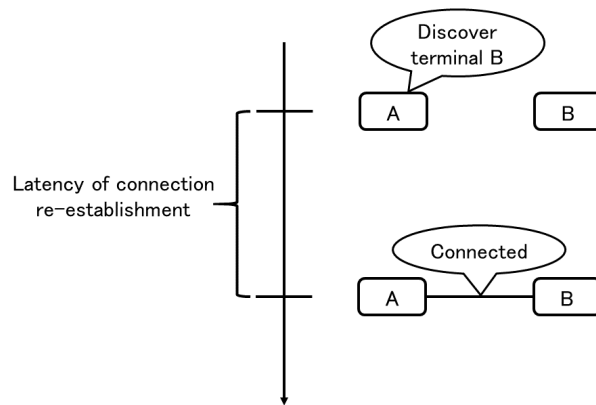 Discover
terminal B
A
B
Latency of connection
re-establishment
Connected
A
B